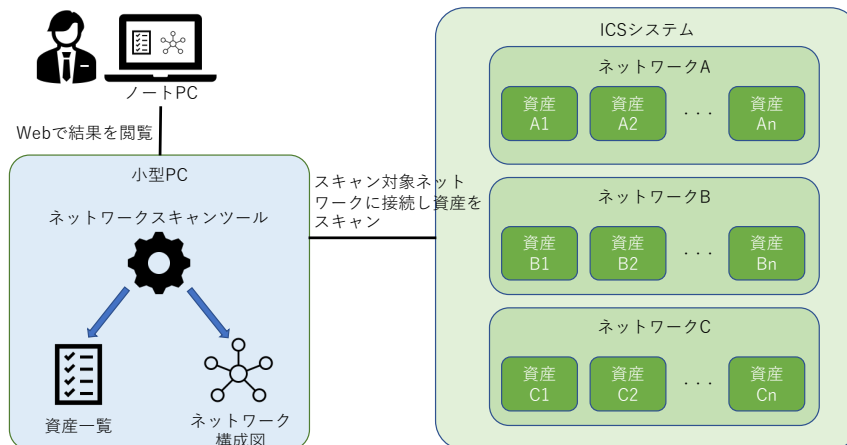 ノートPC
Webで結果を閲覧
小型PC
ネットワークスキャンツール
資産一覧
ネットワーク
構成図
スキャン対象ネット
ワークに接続し資産を
スキャン
ICSシステム
ネットワークA
資産
A1
資産
A2
・・・
資産
An
ネットワークB
資産
B1
資産
B2
・・・
資産
Bn
ネットワークC
資産
C1
資産
C2
・・・
資産
Cn